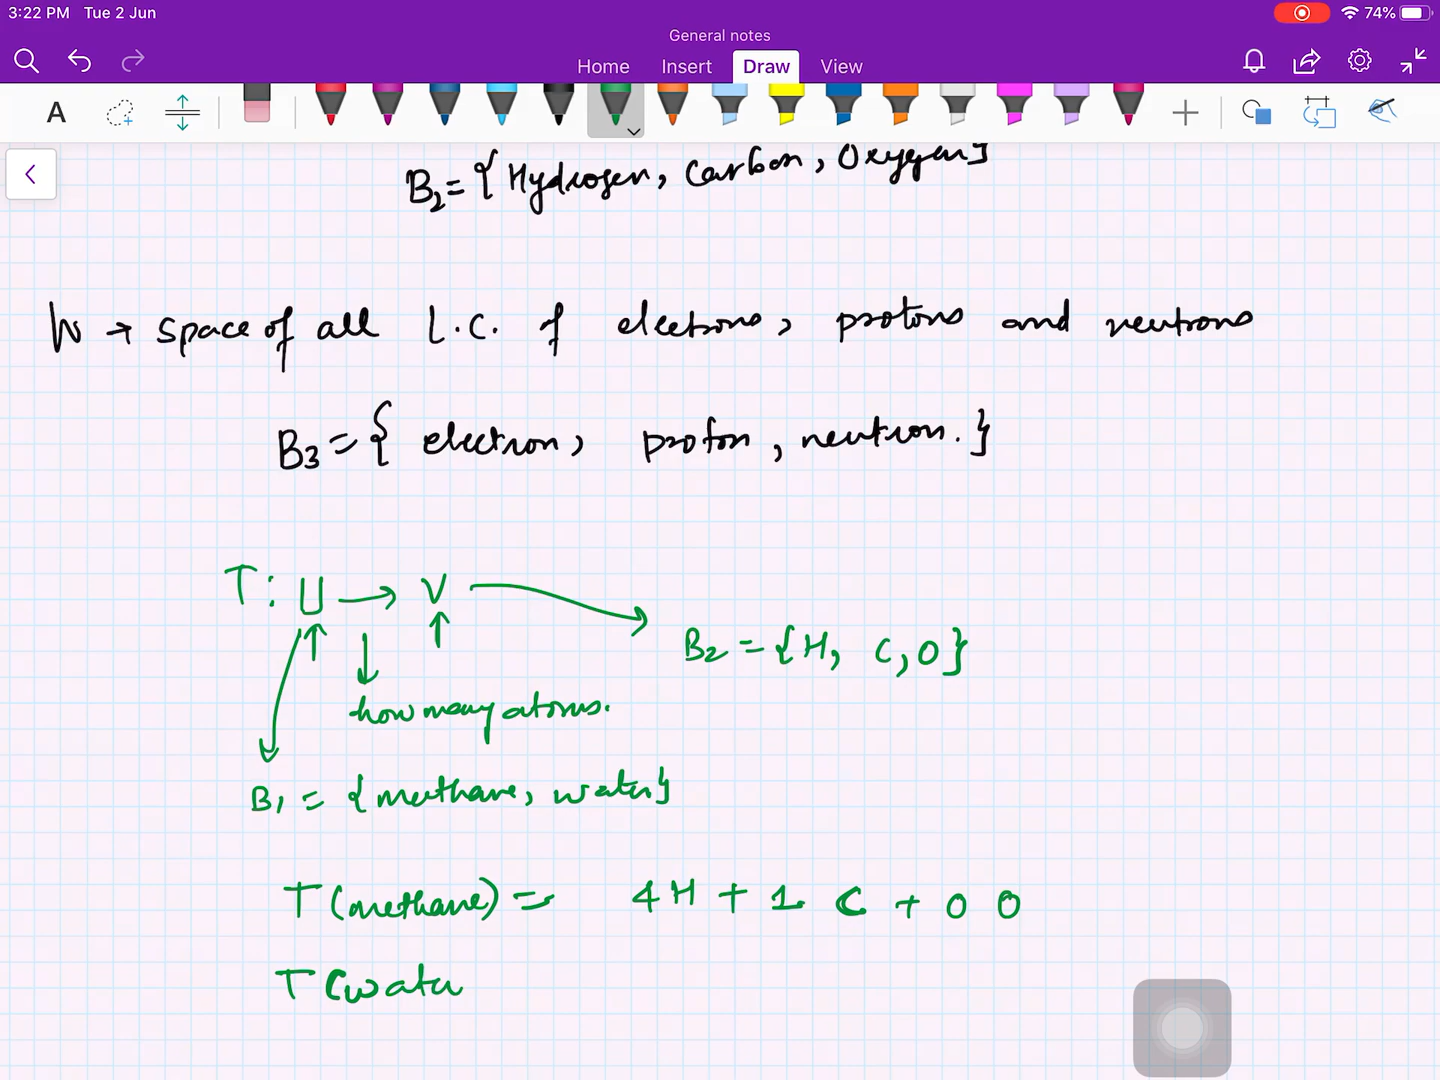 3:22 PM Tue 2 Jun
74%
General notes
Home Insert Draw View
A
B2 = {Hydrogen, Carbon, Oxygen}
W → space of all L.C. of electrons, protons and neutrons
B3 = { electron, proton, neutron. }
T: U → V
B2 = {H, C, O}
how many atoms.
B1 = {methane, water}
T(methane) = 4H + 1 C + 0 O
T(water